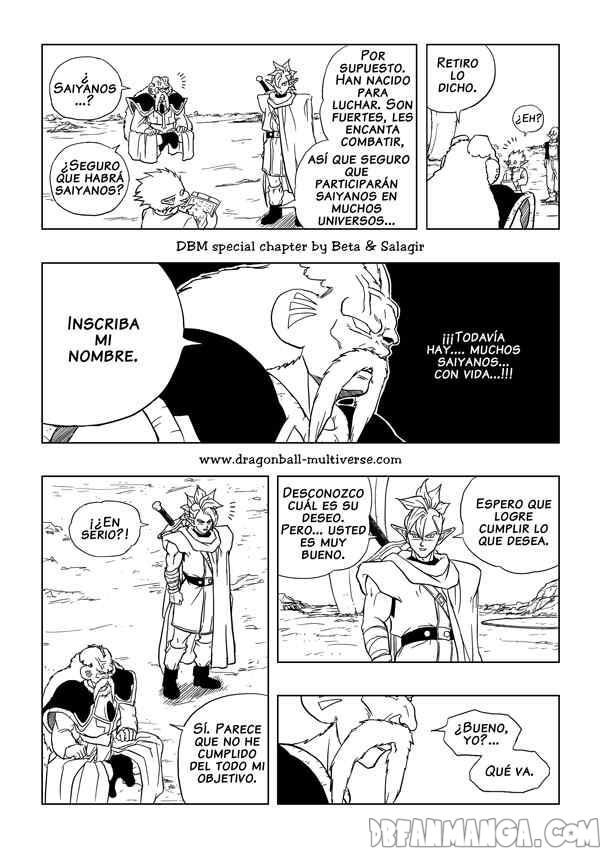 ¿
SAIYANOS
...?
¿SEGURO
QUE HABRÁ
SAIYANOS?
POR
SUPUESTO.
HAN NACIDO
PARA
LUCHAR. SON
FUERTES, LES
ENCANTA
COMBATIR,
ASÍ QUE SEGURO
QUE
PARTICIPARÁN
SAIYANOS EN
MUCHOS
UNIVERSOS...
RETIRO
LO
DICHO.
¿EH?
DBM special chapter by Beta & Salagir
INSCRIBA
MI
NOMBRE.
¡¡¡TODAVÍA
HAY.... MUCHOS
SAIYANOS...
CON VIDA...!!!
www.dragonball-multiverse.com
¡¿EN
SERIO?!
SÍ. PARECE
QUE NO HE
CUMPLIDO
DEL TODO MI
OBJETIVO.
DESCONOZCO
CUÁL ES SU
DESEO.
PERO... USTED
ES MUY
BUENO.
ESPERO QUE
LOGRE
CUMPLIR LO
QUE DESEA.
¿BUENO,
YO?...
QUÉ VA.
DBFANMANGA.COM